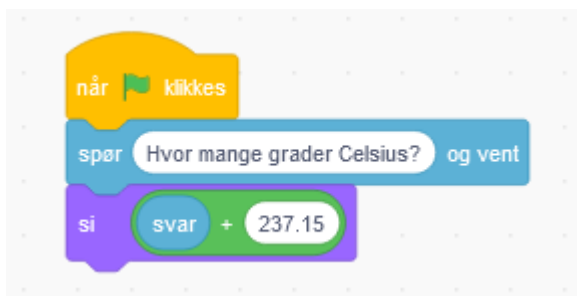 når klikkes
spør Hvor mange grader Celsius? og vent
si svar + 237.15